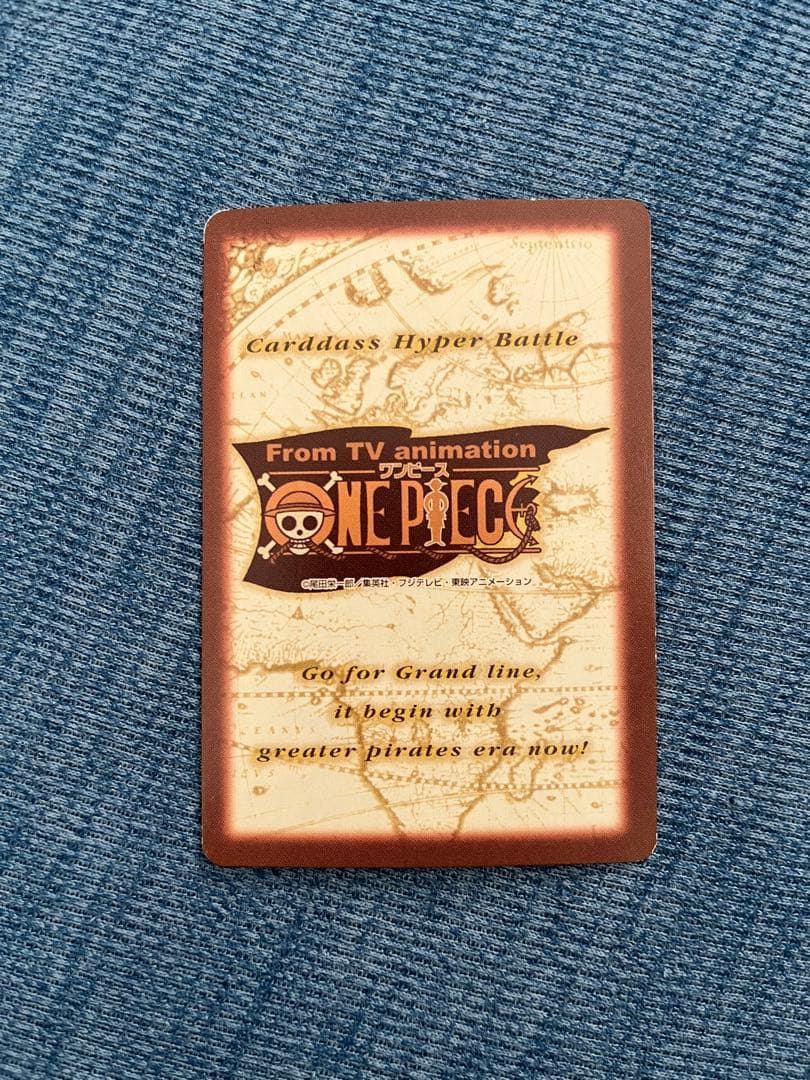 Septentrio
Carddass Hyper Battle
From TV animation
ワンピース
ONE PIECE
©尾田栄一郎/集英社・フジテレビ・東映アニメーション
Go for Grand line,
it begin with
greater pirates era now!